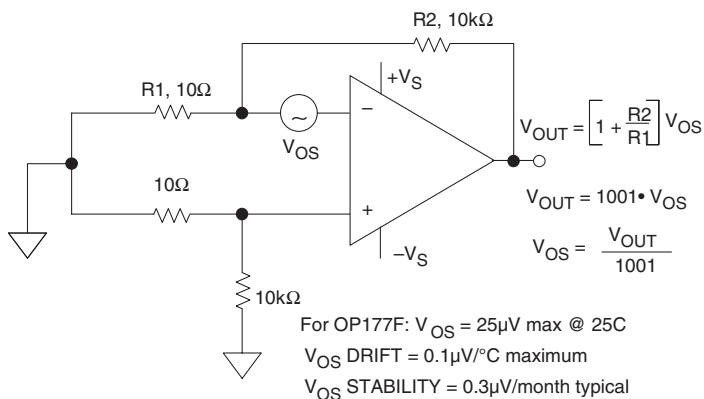 R2, 10kΩ
+VS
R1, 10Ω
–
~
VOS
VOUT = [1 + R2/R1] VOS
10Ω
+
VOUT = 1001• VOS
–VS
VOS = VOUT/1001
10kΩ
For OP177F: VOS = 25μV max @ 25C
VOS DRIFT = 0.1μV/°C maximum
VOS STABILITY = 0.3μV/month typical